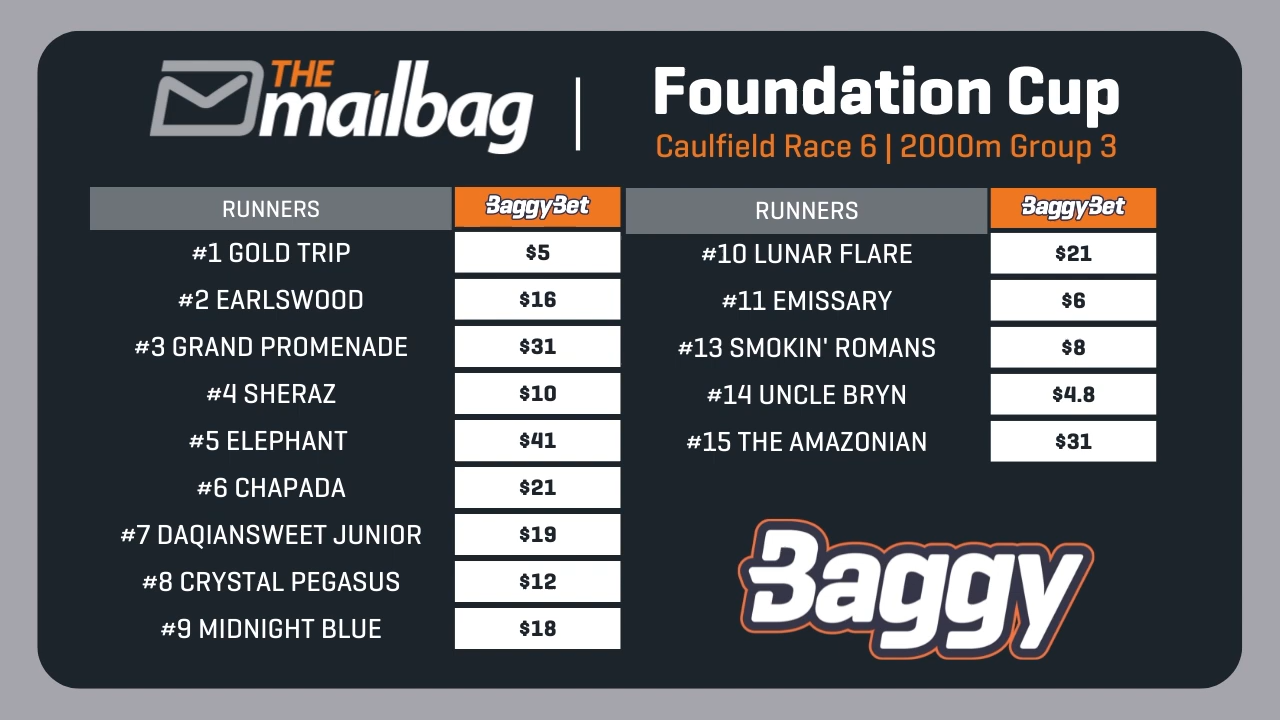 THE
mailbag
Foundation Cup
Caulfield Race 6 | 2000m Group 3
RUNNERS BaggyBet
#1 GOLD TRIP $5
#2 EARLSWOOD $16
#3 GRAND PROMENADE $31
#4 SHERAZ $10
#5 ELEPHANT $41
#6 CHAPADA $21
#7 DAQIANSWEET JUNIOR $19
#8 CRYSTAL PEGASUS $12
#9 MIDNIGHT BLUE $18
RUNNERS BaggyBet
#10 LUNAR FLARE $21
#11 EMISSARY $6
#13 SMOKIN' ROMANS $8
#14 UNCLE BRYN $4.8
#15 THE AMAZONIAN $31
Baggy